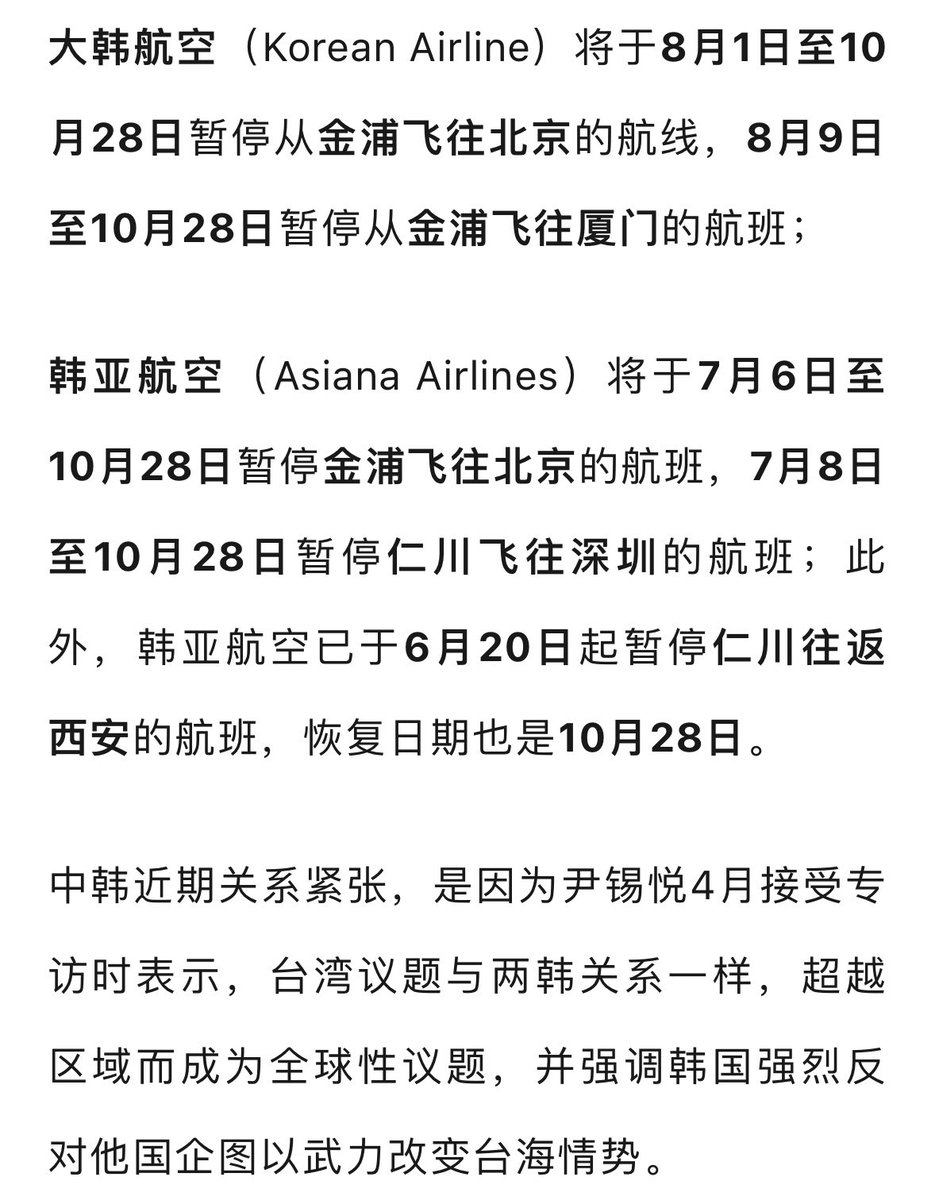 大韩航空（Korean Airline）将于8月1日至10
月28日暂停从金浦飞往北京的航线，8月9日
至10月28日暂停从金浦飞往厦门的航班；
韩亚航空（Asiana Airlines）将于7月6日至
10月28日暂停金浦飞往北京的航班，7月8日
至10月28日暂停仁川飞往深圳的航班；此
外，韩亚航空已于6月20日起暂停仁川往返
西安的航班，恢复日期也是10月28日。
中韩近期关系紧张，是因为尹锡悦4月接受专
访时表示，台湾议题与两韩关系一样，超越
区域而成为全球性议题，并强调韩国强烈反
对他国企图以武力改变台海情势。